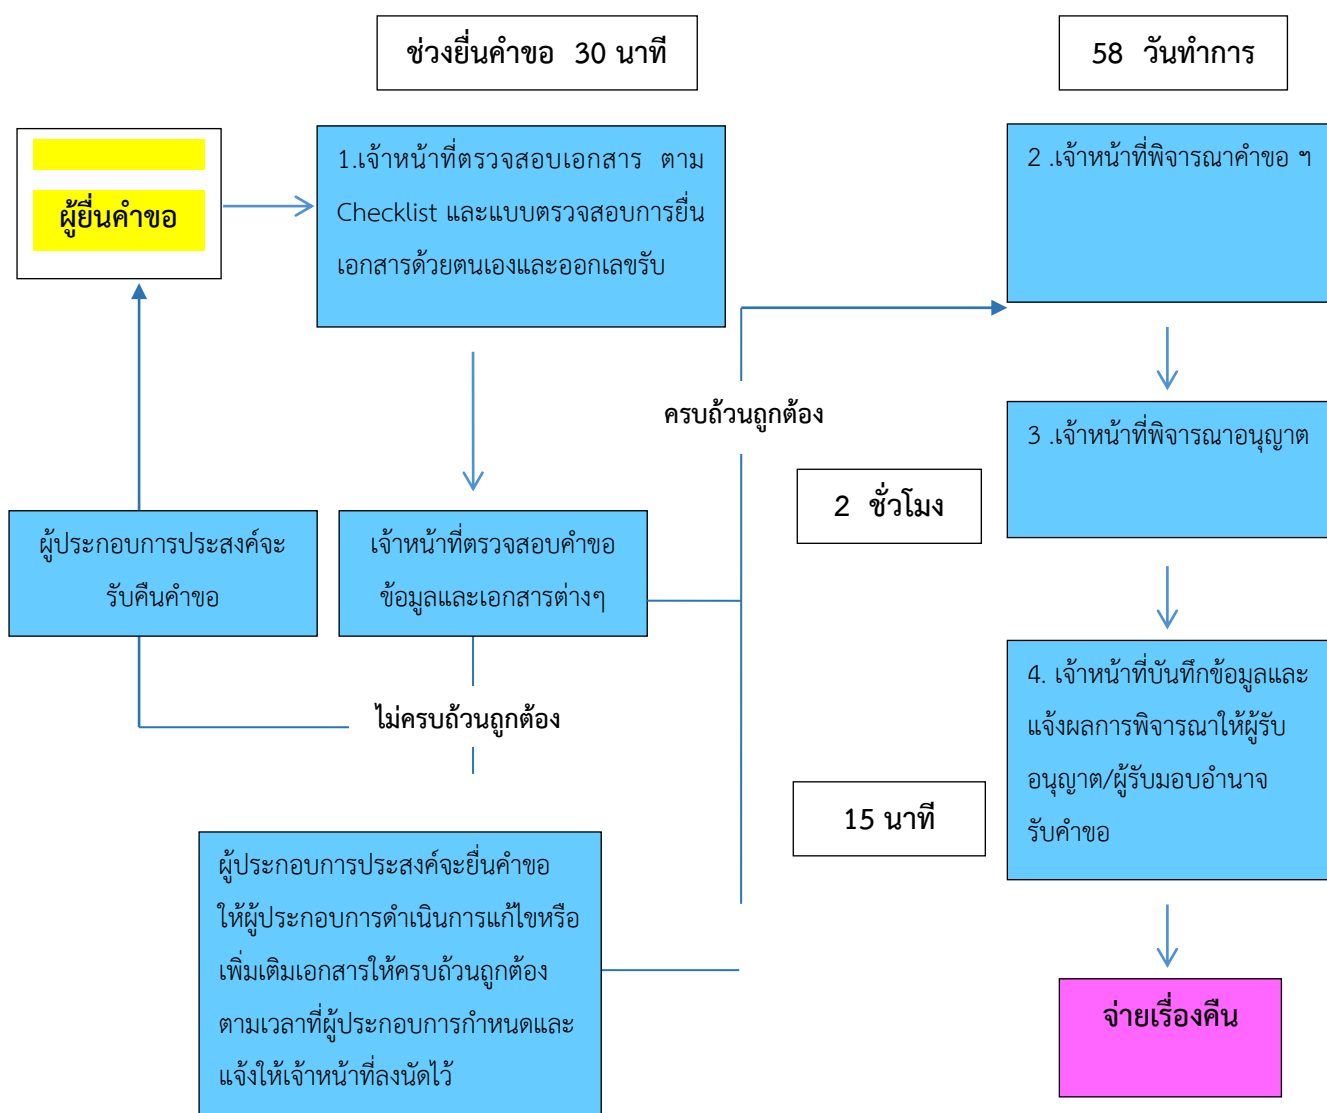 ช่วงยื่นคำขอ 30 นาที
58 วันทำการ
ผู้ยื่นคำขอ
1.เจ้าหน้าที่ตรวจสอบเอกสาร ตาม
Checklist และแบบตรวจสอบการยื่น
เอกสารด้วยตนเองและออกเลขรับ
2 .เจ้าหน้าที่พิจารณาคำขอ ฯ
ครบถ้วนถูกต้อง
3 .เจ้าหน้าที่พิจารณาอนุญาต
2 ชั่วโมง
ผู้ประกอบการประสงค์จะ
รับคืนคำขอ
เจ้าหน้าที่ตรวจสอบคำขอ
ข้อมูลและเอกสารต่างๆ
ไม่ครบถ้วนถูกต้อง
4. เจ้าหน้าที่บันทึกข้อมูลและ
แจ้งผลการพิจารณาให้ผู้รับ
อนุญาต/ผู้รับมอบอำนาจ
รับคำขอ
15 นาที
ผู้ประกอบการประสงค์จะยื่นคำขอ
ให้ผู้ประกอบการดำเนินการแก้ไขหรือ
เพิ่มเติมเอกสารให้ครบถ้วนถูกต้อง
ตามเวลาที่ผู้ประกอบการกำหนดและ
แจ้งให้เจ้าหน้าที่ลงนัดไว้
จ่ายเรื่องคืน